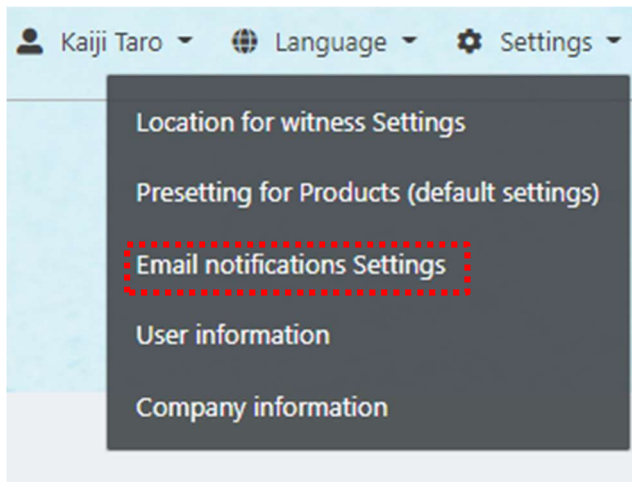 Kaiji Taro Language Settings
Location for witness Settings
Presetting for Products (default settings)
Email notifications Settings
User information
Company information